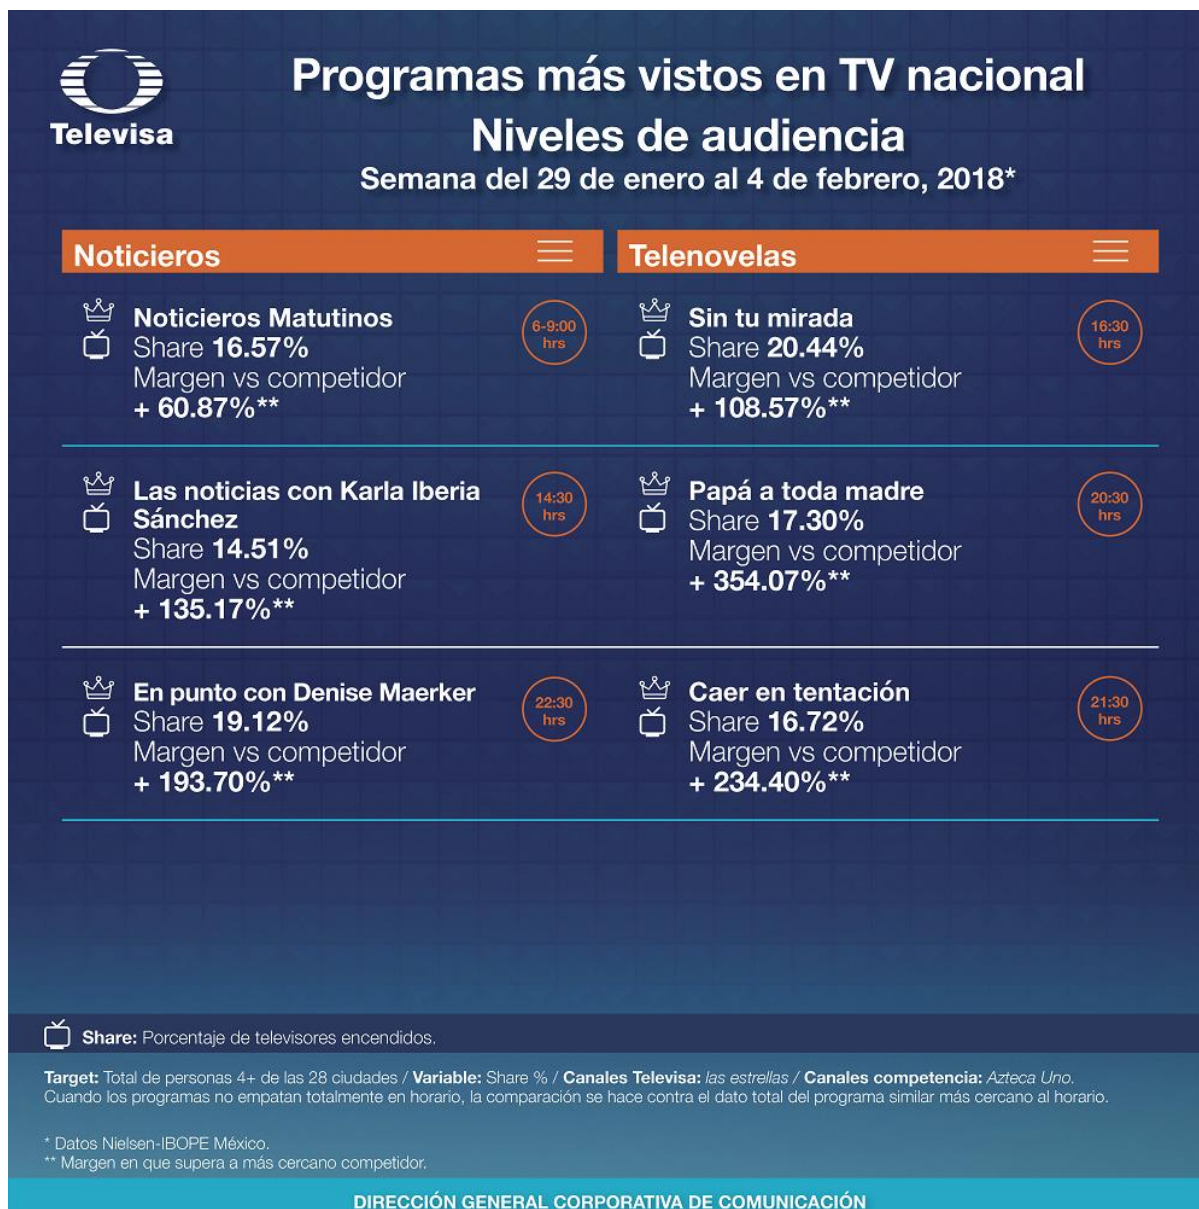 Televisa
Programas más vistos en TV nacional
Niveles de audiencia
Semana del 29 de enero al 4 de febrero, 2018*
Noticieros
Noticieros Matutinos
Share 16.57%
Margen vs competidor
+ 60.87%**
6-9:00
hrs
Las noticias con Karla Iberia
Sánchez
Share 14.51%
Margen vs competidor
+ 135.17%**
14:30
hrs
En punto con Denise Maerker
Share 19.12%
Margen vs competidor
+ 193.70%**
22:30
hrs
Telenovelas
Sin tu mirada
Share 20.44%
Margen vs competidor
+ 108.57%**
16:30
hrs
Papá a toda madre
Share 17.30%
Margen vs competidor
+ 354.07%**
20:30
hrs
Caer en tentación
Share 16.72%
Margen vs competidor
+ 234.40%**
21:30
hrs
Share: Porcentaje de televisores encendidos.
Target: Total de personas 4+ de las 28 ciudades / Variable: Share % / Canales Televisa: las estrellas / Canales competencia: Azteca Uno.
Cuando los programas no empatan totalmente en horario, la comparación se hace contra el dato total del programa similar más cercano al horario.
* Datos Nielsen-IBOPE México.
** Margen en que supera a más cercano competidor.
DIRECCIÓN GENERAL CORPORATIVA DE COMUNICACIÓN